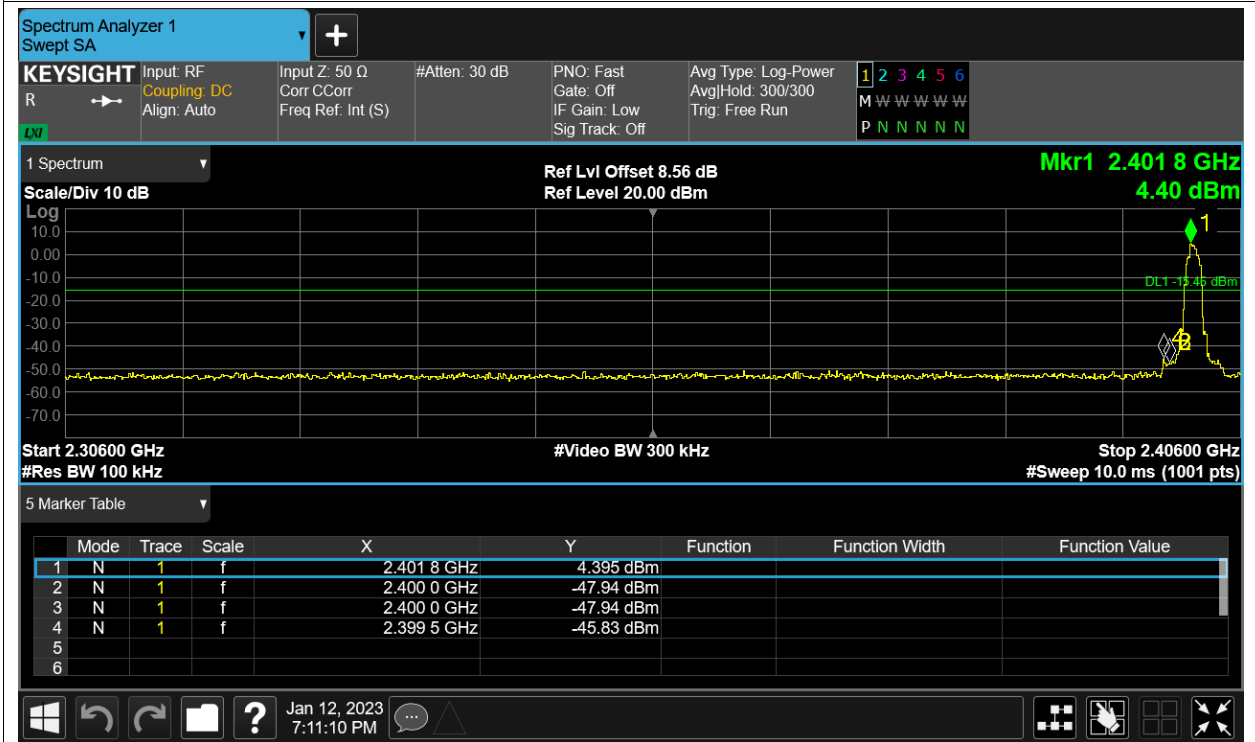 Spectrum Analyzer 1
Swept SA
+
KEYSIGHT
R
LXI
Input: RF
Coupling: DC
Align: Auto
Input Z: 50 Ω
Corr CCorr
Freq Ref: Int (S)
#Atten: 30 dB
PNO: Fast
Gate: Off
IF Gain: Low
Sig Track: Off
Avg Type: Log-Power
Avg|Hold: 300/300
Trig: Free Run
1 2 3 4 5 6
M W W W W W
P N N N N N
1 Spectrum
Scale/Div 10 dB
Ref Lvl Offset 8.56 dB
Ref Level 20.00 dBm
Mkr1 2.401 8 GHz
4.40 dBm
Log
10.0
0.00
-10.0
-20.0
-30.0
-40.0
-50.0
-60.0
-70.0
1
DL1 -15.46 dBm
4
Start 2.30600 GHz
#Res BW 100 kHz
#Video BW 300 kHz
Stop 2.40600 GHz
#Sweep 10.0 ms (1001 pts)
5 Marker Table
Mode Trace Scale X Y Function Function Width Function Value
1 N 1 f 2.401 8 GHz 4.395 dBm
2 N 1 f 2.400 0 GHz -47.94 dBm
3 N 1 f 2.400 0 GHz -47.94 dBm
4 N 1 f 2.399 5 GHz -45.83 dBm
5
6
?
Jan 12, 2023
7:11:10 PM